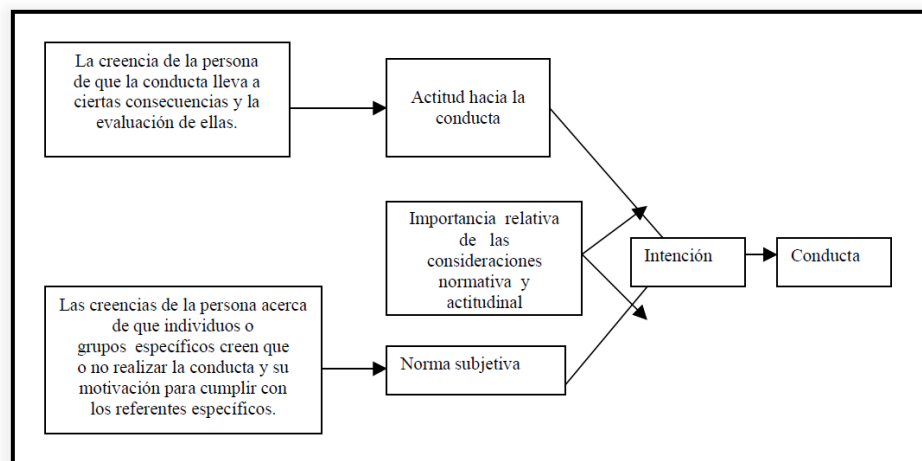 La creencia de la persona
de que la conducta lleva a
ciertas consecuencias y la
evaluación de ellas.
Actitud hacia la
conducta
Importancia relativa
de las
consideraciones
normativa y
actitudinal
Intención
Conducta
Las creencias de la persona acerca
de que individuos o
grupos específicos creen que
o no realizar la conducta y su
motivación para cumplir con
los referentes específicos.
Norma subjetiva